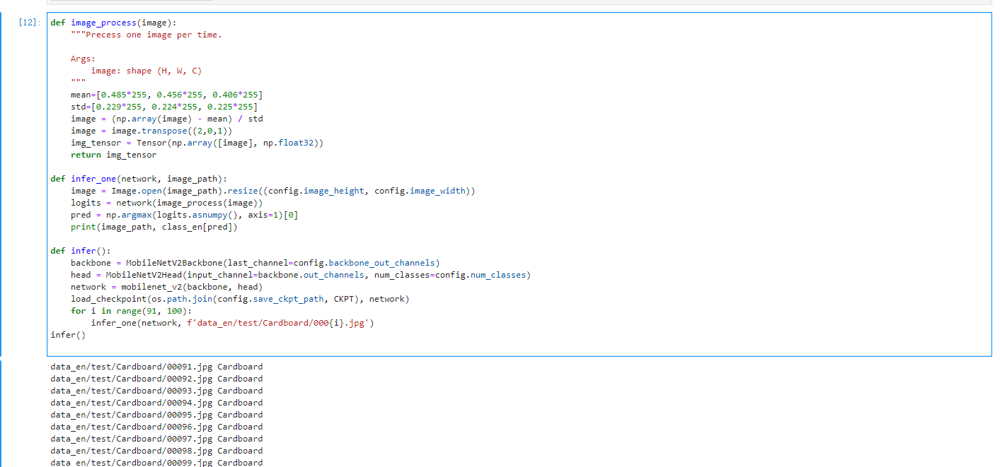 [12]: def image_process(image):
    """Precess one image per time.

    Args:
        image: shape (H, W, C)
    """
    mean=[0.485*255, 0.456*255, 0.406*255]
    std=[0.229*255, 0.224*255, 0.225*255]
    image = (np.array(image) - mean) / std
    image = image.transpose((2,0,1))
    img_tensor = Tensor(np.array([image], np.float32))
    return img_tensor

def infer_one(network, image_path):
    image = Image.open(image_path).resize((config.image_height, config.image_width))
    logits = network(image_process(image))
    pred = np.argmax(logits.asnumpy(), axis=1)[0]
    print(image_path, class_en[pred])

def infer():
    backbone = MobileNetV2Backbone(last_channel=config.backbone_out_channels)
    head = MobileNetV2Head(input_channel=backbone.out_channels, num_classes=config.num_classes)
    network = mobilenet_v2(backbone, head)
    load_checkpoint(os.path.join(config.save_ckpt_path, CKPT), network)
    for i in range(91, 100):
        infer_one(network, f'data_en/test/Cardboard/000{i}.jpg')
infer()

data_en/test/Cardboard/00091.jpg Cardboard
data_en/test/Cardboard/00092.jpg Cardboard
data_en/test/Cardboard/00093.jpg Cardboard
data_en/test/Cardboard/00094.jpg Cardboard
data_en/test/Cardboard/00095.jpg Cardboard
data_en/test/Cardboard/00096.jpg Cardboard
data_en/test/Cardboard/00097.jpg Cardboard
data_en/test/Cardboard/00098.jpg Cardboard
data_en/test/Cardboard/00099.jpg Cardboard